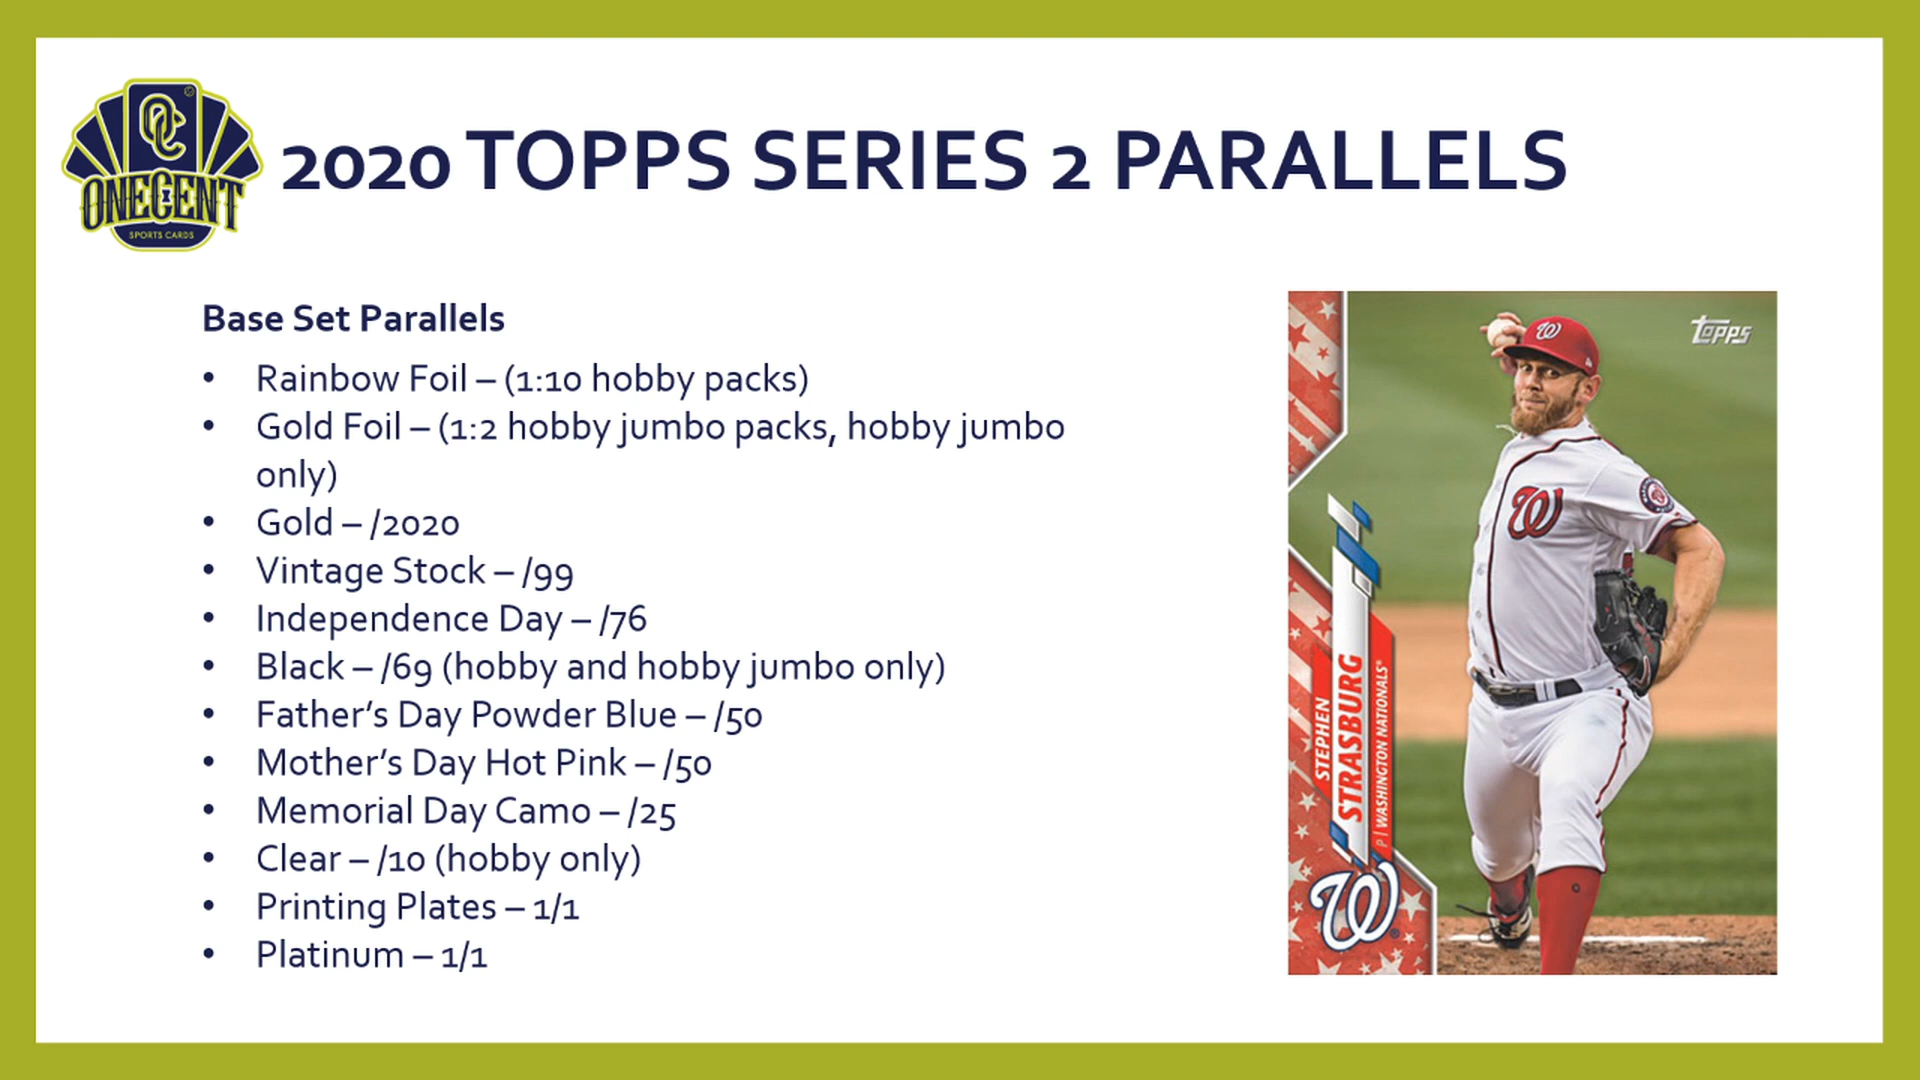 OC
ONECENT
SPORTS CARDS
2020 TOPPS SERIES 2 PARALLELS
Base Set Parallels
• Rainbow Foil – (1:10 hobby packs)
• Gold Foil – (1:2 hobby jumbo packs, hobby jumbo
only)
• Gold – /2020
• Vintage Stock – /99
• Independence Day – /76
• Black – /69 (hobby and hobby jumbo only)
• Father’s Day Powder Blue – /50
• Mother’s Day Hot Pink – /50
• Memorial Day Camo – /25
• Clear – /10 (hobby only)
• Printing Plates – 1/1
• Platinum – 1/1
Topps
W
W
STEPHEN
STRASBURG
P | WASHINGTON NATIONALS®
W